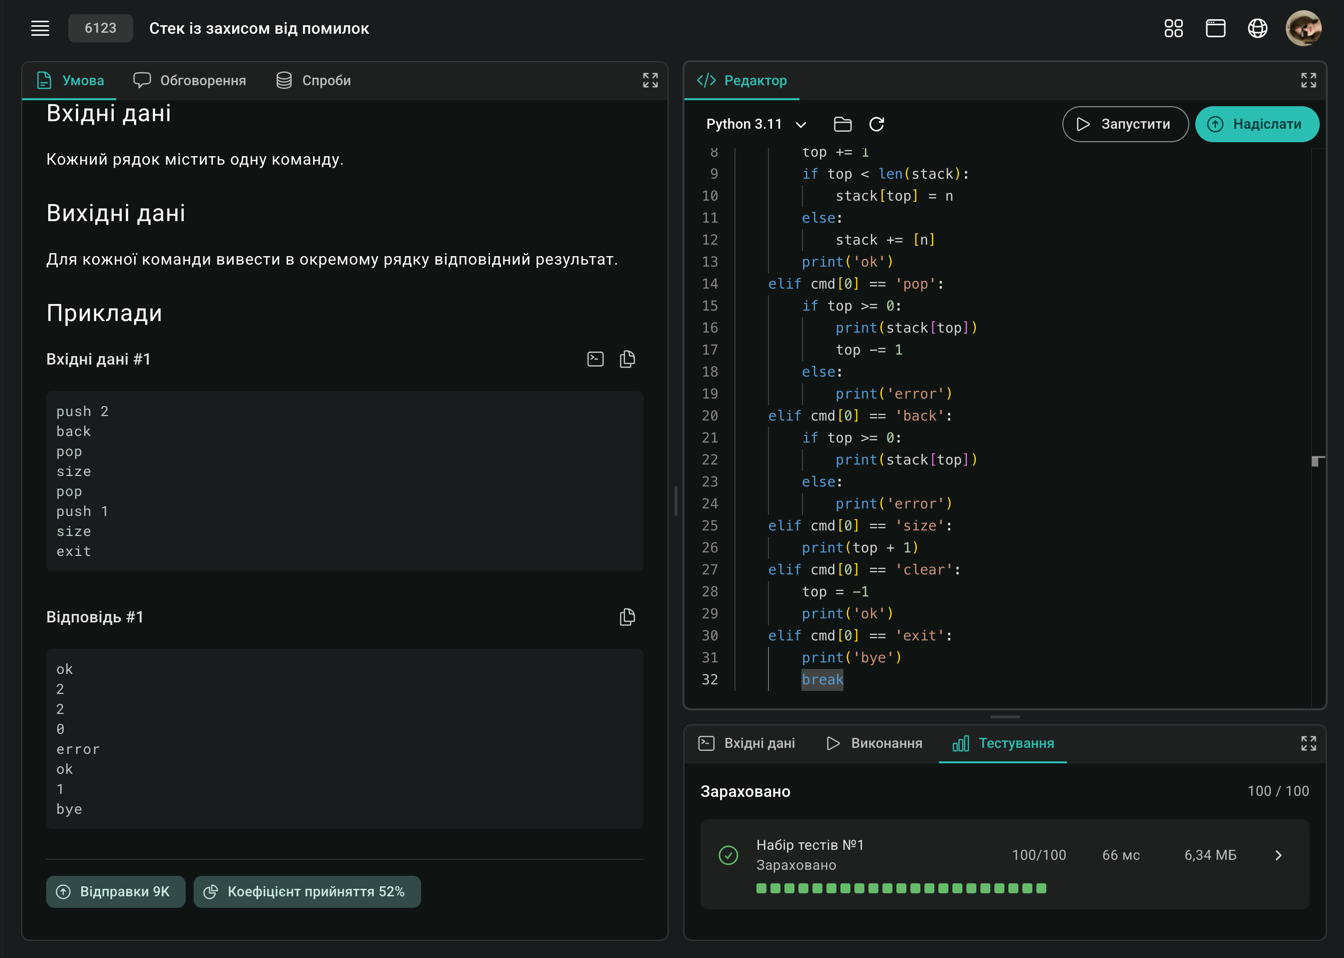 6123
Стек із захисом від помилок
Умова
Обговорення
Спроби
Вхідні дані
Кожний рядок містить одну команду.
Вихідні дані
Для кожної команди вивести в окремому рядку відповідний результат.
Приклади
Вхідні дані #1
push 2
back
pop
size
pop
push 1
size
exit
Відповідь #1
ok
2
2
0
error
ok
1
bye
Відправки 9K
Коефіцієнт прийняття 52%
Редактор
Python 3.11
Запустити
Надіслати
8 top += 1
9 if top < len(stack):
10 stack[top] = n
11 else:
12 stack += [n]
13 print('ok')
14 elif cmd[0] == 'pop':
15 if top >= 0:
16 print(stack[top])
17 top -= 1
18 else:
19 print('error')
20 elif cmd[0] == 'back':
21 if top >= 0:
22 print(stack[top])
23 else:
24 print('error')
25 elif cmd[0] == 'size':
26 print(top + 1)
27 elif cmd[0] == 'clear':
28 top = -1
29 print('ok')
30 elif cmd[0] == 'exit':
31 print('bye')
32 break
Вхідні дані
Виконання
Тестування
Зараховано
100 / 100
Набір тестів №1
Зараховано
100/100
66 мс
6,34 МБ